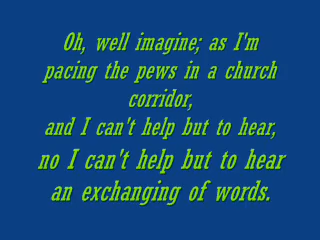 Oh, well imagine; as I'm
pacing the pews in a church
corridor,
and I can't help but to hear,
no I can't help but to hear
an exchanging of words.